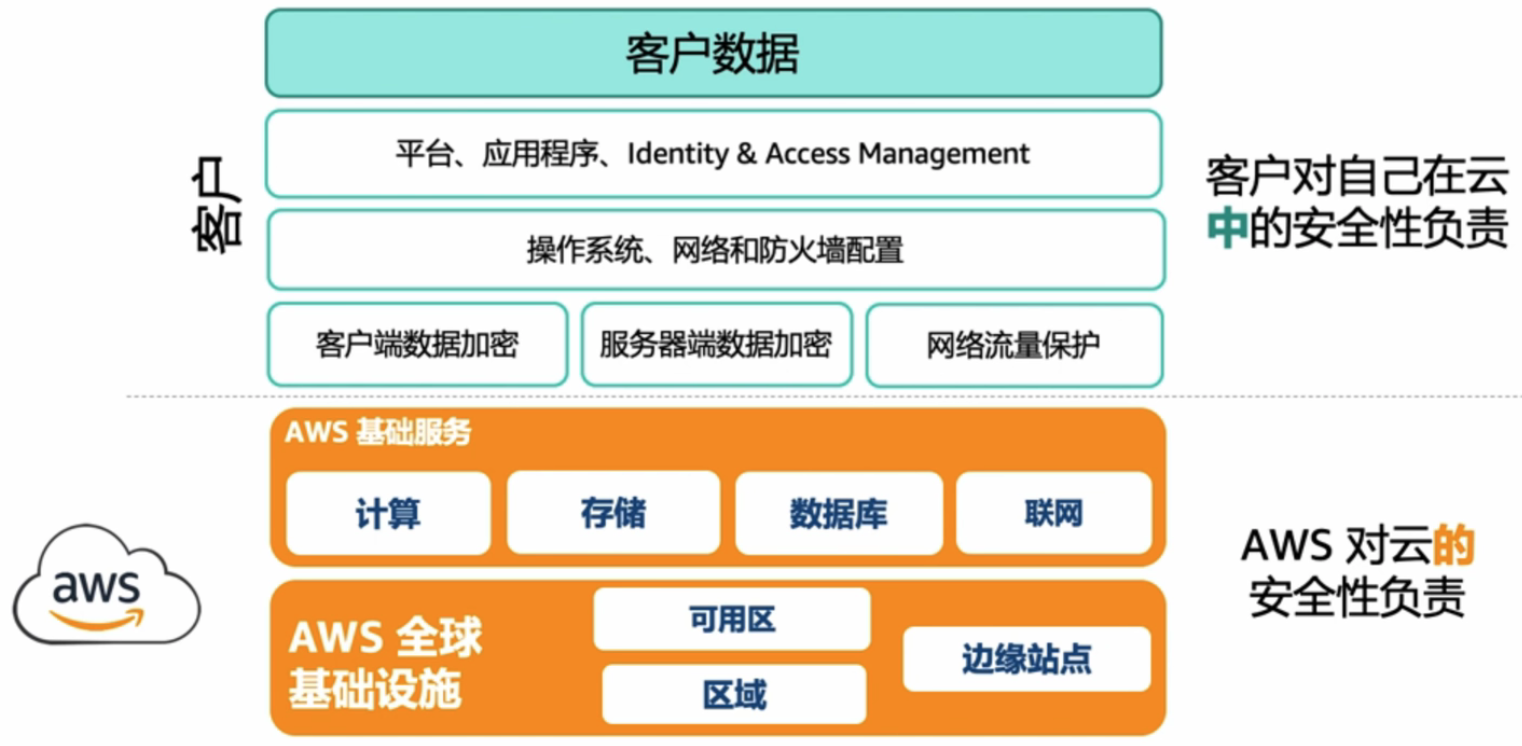 客户数据
客户
平台、应用程序、Identity & Access Management
客户对自己在云
中的安全性负责
操作系统、网络和防火墙配置
客户端数据加密
服务器端数据加密
网络流量保护
AWS 基础服务
计算
存储
数据库
联网
aws
AWS 对云的
安全性负责
AWS 全球
基础设施
可用区
区域
边缘站点